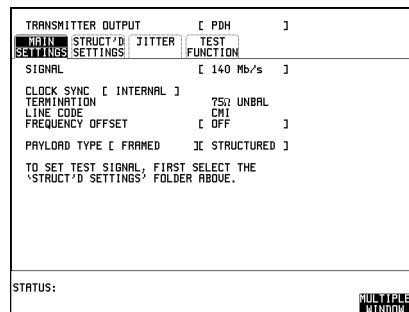 TRANSMITTER OUTPUT [ PDH ]
MAIN SETTINGS STRUCT'D SETTINGS JITTER TEST FUNCTION
SIGNAL [ 140 Mb/s ]
CLOCK SYNC [ INTERNAL ]
TERMINATION 75Ω UNBAL
LINE CODE CMI
FREQUENCY OFFSET [ OFF ]
PAYLOAD TYPE [ FRAMED ][ STRUCTURED ]
TO SET TEST SIGNAL, FIRST SELECT THE
'STRUCT'D SETTINGS' FOLDER ABOVE.
STATUS:
MULTIPLE
WINDOW